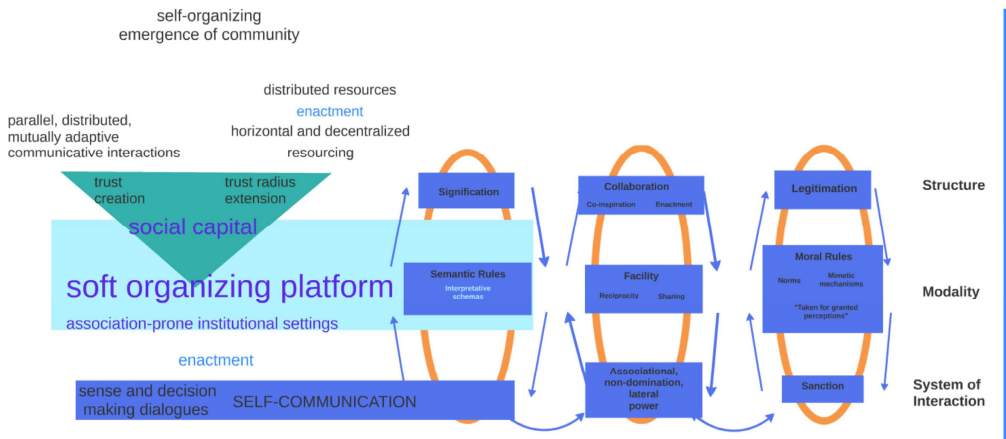 self-organizing
emergence of community
distributed resources
enactment
horizontal and decentralized
resourcing
parallel, distributed,
mutually adaptive
communicative interactions
trust
creation
trust radius
extension
social capital
soft organizing platform
association-prone institutional settings
enactment
sense and decision
making dialogues
SELF-COMMUNICATION
Signification
Semantic Rules
Interpretative
schemas
Collaboration
Co-inspiration
Enactment
Facility
Reciprocity
Sharing
Associational,
non-domination,
lateral
power
Legitimation
Moral Rules
Norms
Mimetic
mechanisms
"Taken for granted
perceptions"
Sanction
Structure
Modality
System of
Interaction